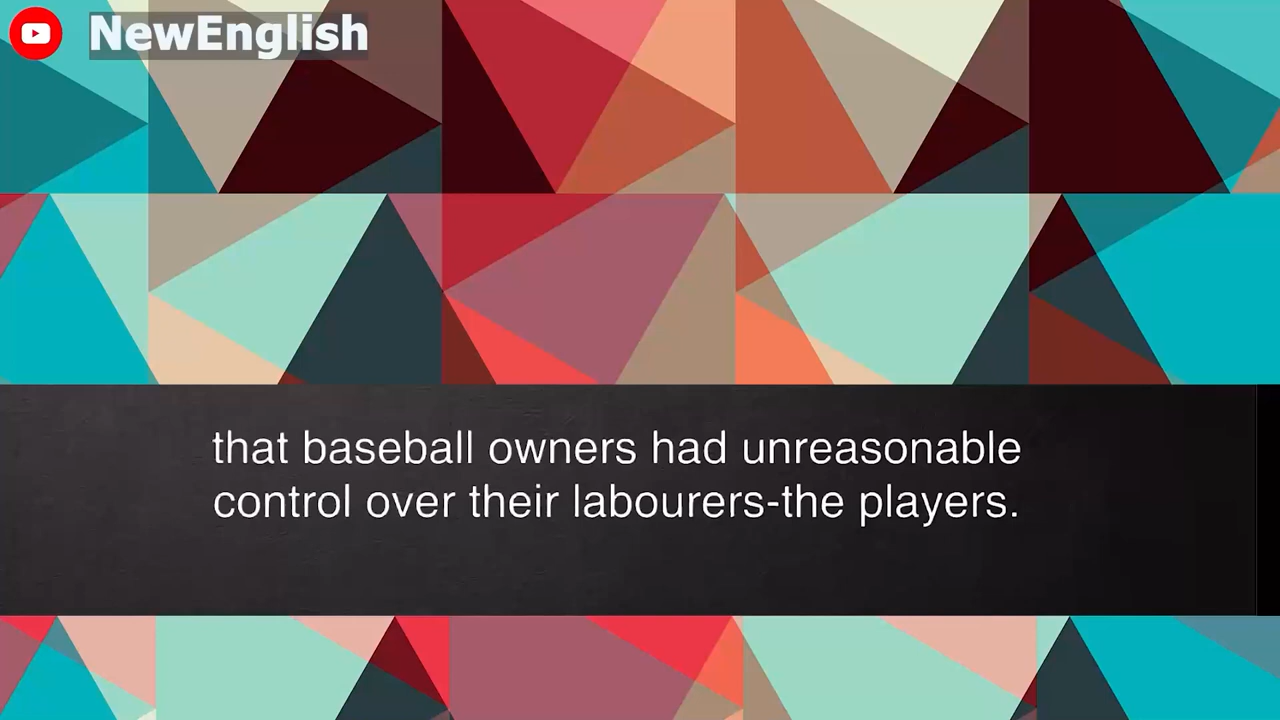 NewEnglish
that baseball owners had unreasonable
control over their labourers-the players.